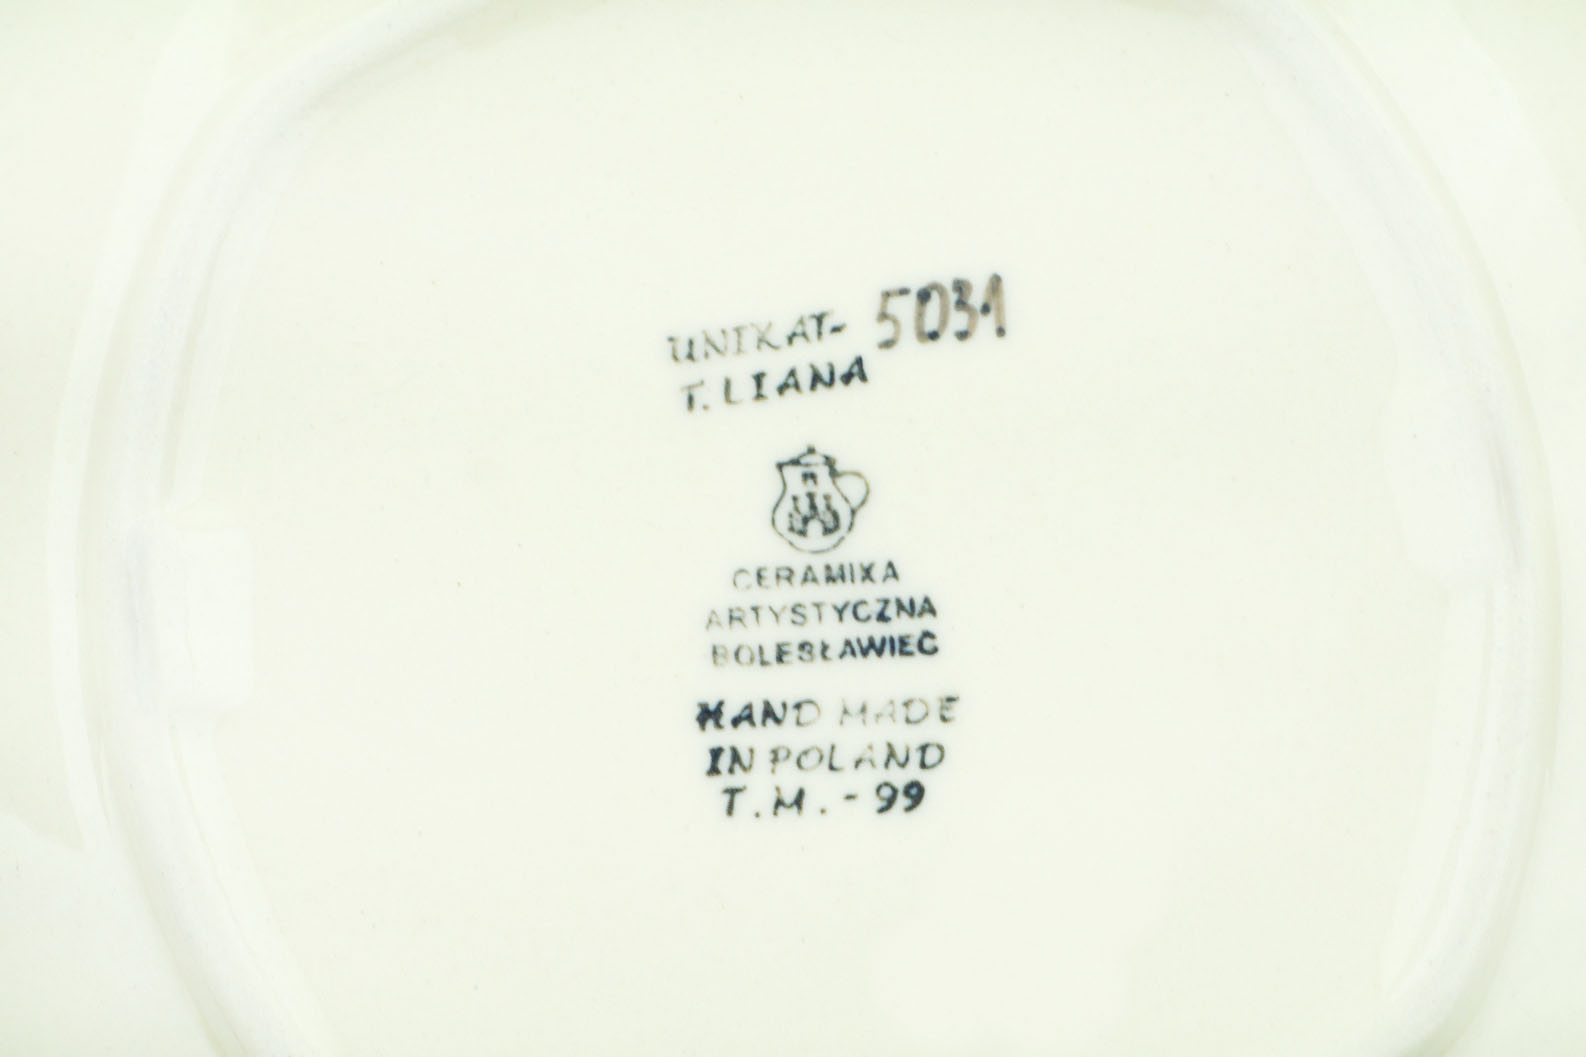 UNIKAT- 5031
T. LIANA
CERAMIKA
ARTYSTYCZNA
BOLESŁAWIEC
HAND MADE
IN POLAND
T.M.-99